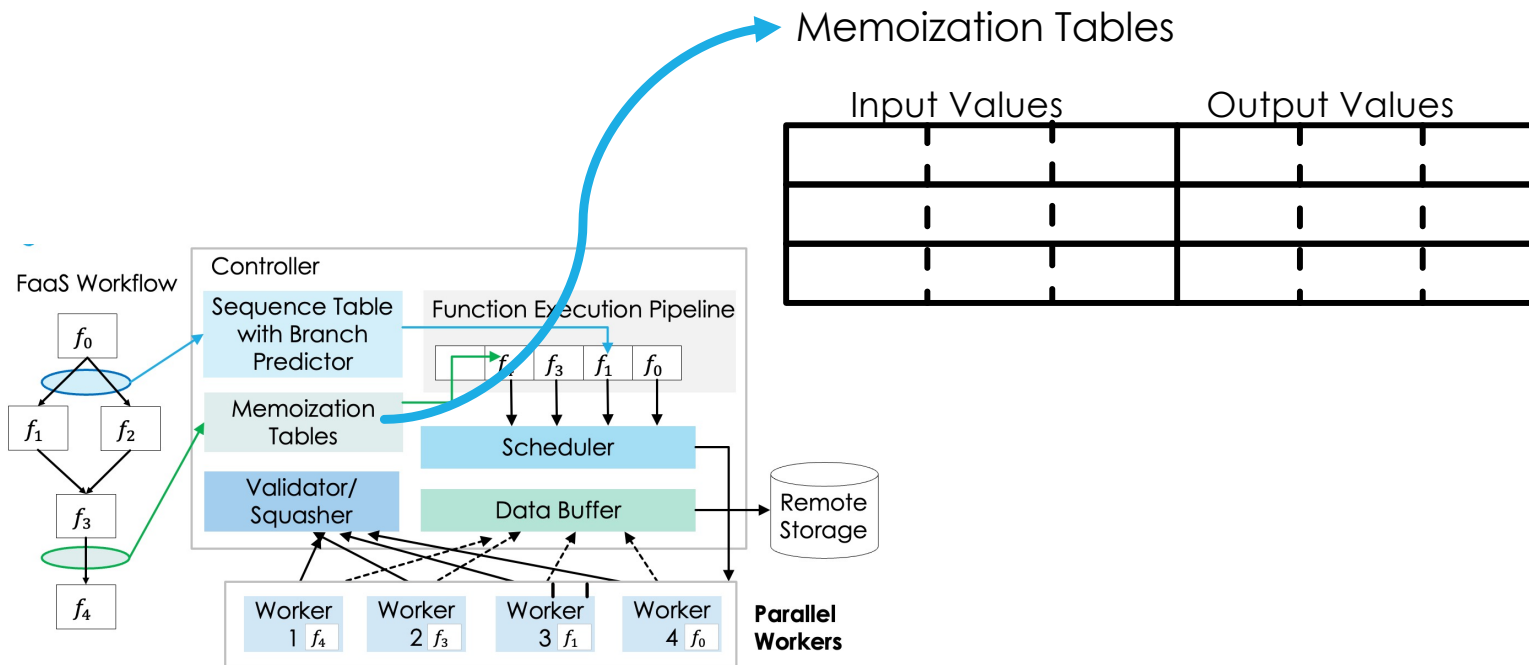 Memoization Tables
Input Values
Output Values
FaaS Workflow
f₀
f₁
f₂
f₃
f₄
Controller
Sequence Table
with Branch
Predictor
Memoization
Tables
Validator/
Squasher
Function Execution Pipeline
f₄ f₃ f₁ f₀
Scheduler
Data Buffer
Remote
Storage
Worker
1 f₄
Worker
2 f₃
Worker
3 f₁
Worker
4 f₀
Parallel
Workers